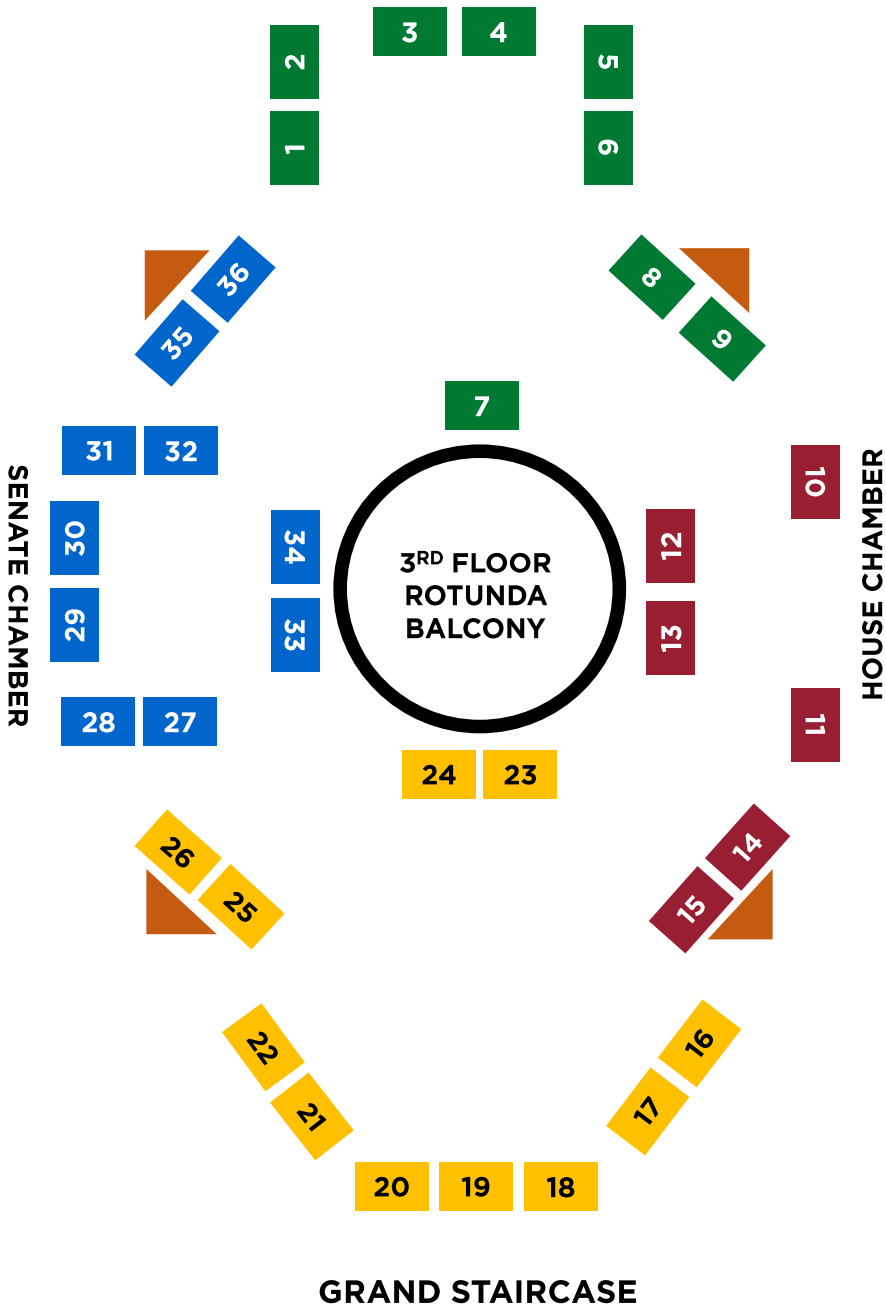 3 4
2 5
1 6
36 8
35 9
7
31 32
10
30 34 12
3RD FLOOR
ROTUNDA
BALCONY
29 33 13
SENATE CHAMBER
HOUSE CHAMBER
28 27
11
24 23
26 14
25 15
22 16
21 17
20 19 18
GRAND STAIRCASE